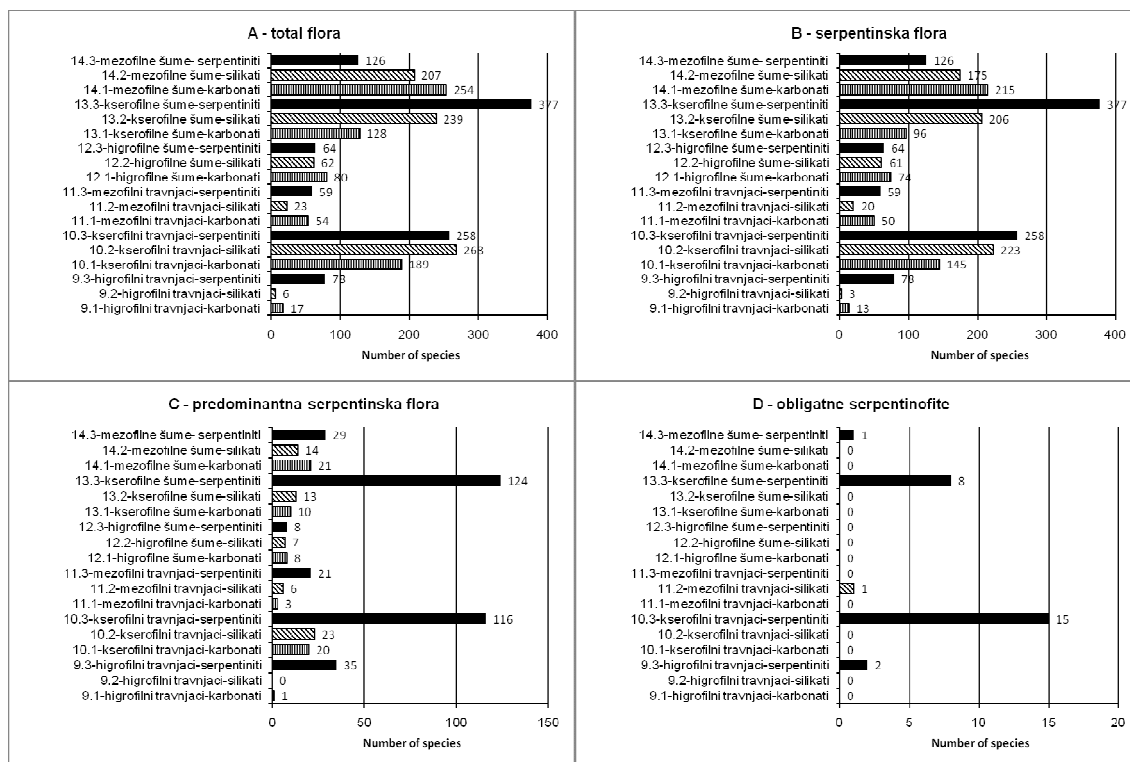 A - total flora
14.3-mezofilne šume- serpentiniti 126
14.2-mezofilne šume-silikati 207
14.1-mezofilne šume-karbonati 254
13.3-kserofilne šume-serpentiniti 377
13.2-kserofilne šume-silikati 239
13.1-kserofilne šume-karbonati 128
12.3-higrofilne šume-serpentiniti 64
12.2-higrofilne šume-silikati 62
12.1-higrofilne šume-karbonati 80
11.3-mezofilni travnjaci-serpentiniti 59
11.2-mezofilni travnjaci-silikati 23
11.1-mezofilni travnjaci-karbonati 54
10.3-kserofilni travnjaci-serpentiniti 258
10.2-kserofilni travnjaci-silikati 268
10.1-kserofilni travnjaci-karbonati 189
9.3-higrofilni travnjaci-serpentiniti 78
9.2-higrofilni travnjaci-silikati 6
9.1-higrofilni travnjaci-karbonati 17
0 100 200 300 400
Number of species
B - serpentinska flora
14.3-mezofilne šume- serpentiniti 126
14.2-mezofilne šume-silikati 175
14.1-mezofilne šume-karbonati 215
13.3-kserofilne šume-serpentiniti 377
13.2-kserofilne šume-silikati 206
13.1-kserofilne šume-karbonati 96
12.3-higrofilne šume-serpentiniti 64
12.2-higrofilne šume-silikati 61
12.1-higrofilne šume-karbonati 74
11.3-mezofilni travnjaci-serpentiniti 59
11.2-mezofilni travnjaci-silikati 20
11.1-mezofilni travnjaci-karbonati 50
10.3-kserofilni travnjaci-serpentiniti 258
10.2-kserofilni travnjaci-silikati 223
10.1-kserofilni travnjaci-karbonati 145
9.3-higrofilni travnjaci-serpentiniti 78
9.2-higrofilni travnjaci-silikati 3
9.1-higrofilni travnjaci-karbonati 13
0 100 200 300 400
Number of species
C - predominantna serpentinska flora
14.3-mezofilne šume- serpentiniti 29
14.2-mezofilne šume-silikati 14
14.1-mezofilne šume-karbonati 21
13.3-kserofilne šume-serpentiniti 124
13.2-kserofilne šume-silikati 13
13.1-kserofilne šume-karbonati 10
12.3-higrofilne šume-serpentiniti 8
12.2-higrofilne šume-silikati 7
12.1-higrofilne šume-karbonati 8
11.3-mezofilni travnjaci-serpentiniti 21
11.2-mezofilni travnjaci-silikati 6
11.1-mezofilni travnjaci-karbonati 3
10.3-kserofilni travnjaci-serpentiniti 116
10.2-kserofilni travnjaci-silikati 23
10.1-kserofilni travnjaci-karbonati 20
9.3-higrofilni travnjaci-serpentiniti 35
9.2-higrofilni travnjaci-silikati 0
9.1-higrofilni travnjaci-karbonati 1
0 50 100 150
Number of species
D - obligatne serpentinofite
14.3-mezofilne šume- serpentiniti 1
14.2-mezofilne šume-silikati 0
14.1-mezofilne šume-karbonati 0
13.3-kserofilne šume-serpentiniti 8
13.2-kserofilne šume-silikati 0
13.1-kserofilne šume-karbonati 0
12.3-higrofilne šume-serpentiniti 0
12.2-higrofilne šume-silikati 0
12.1-higrofilne šume-karbonati 0
11.3-mezofilni travnjaci-serpentiniti 0
11.2-mezofilni travnjaci-silikati 1
11.1-mezofilni travnjaci-karbonati 0
10.3-kserofilni travnjaci-serpentiniti 15
10.2-kserofilni travnjaci-silikati 0
10.1-kserofilni travnjaci-karbonati 0
9.3-higrofilni travnjaci-serpentiniti 2
9.2-higrofilni travnjaci-silikati 0
9.1-higrofilni travnjaci-karbonati 0
0 5 10 15 20
Number of species